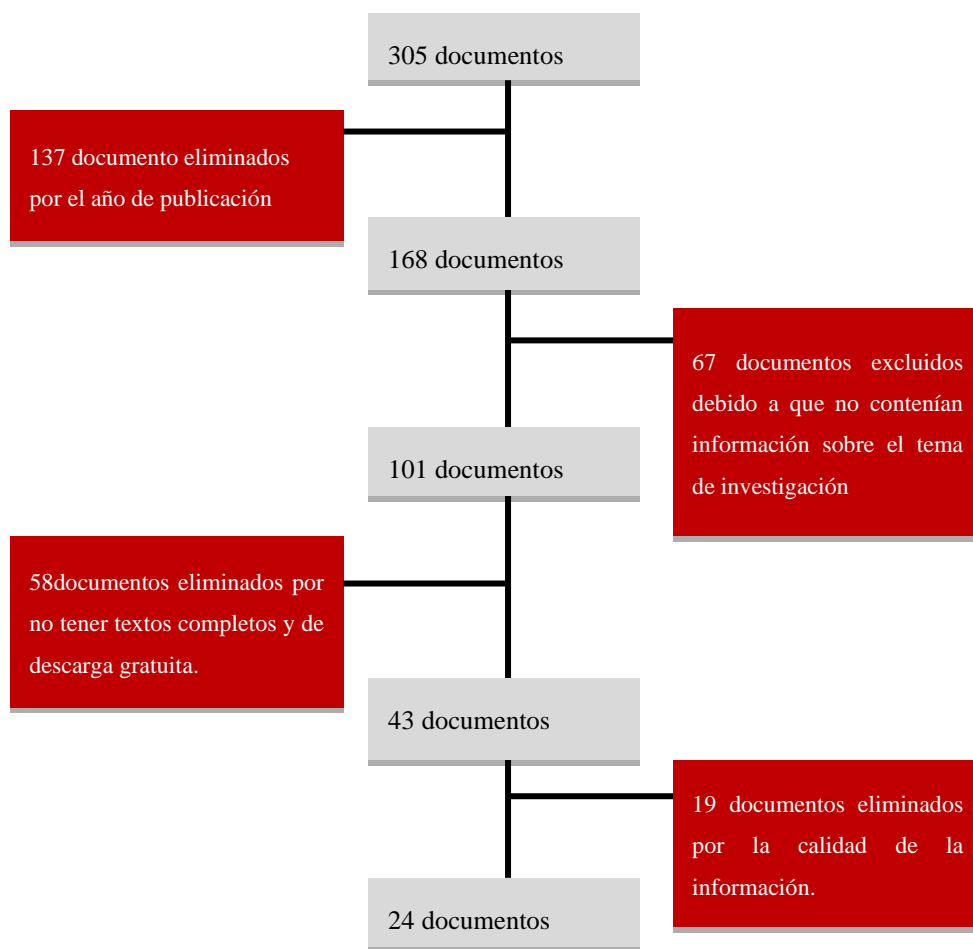 305 documentos
137 documento eliminados
por el año de publicación
168 documentos
67 documentos excluidos
debido a que no contenían
información sobre el tema
de investigación
101 documentos
58documentos eliminados por
no tener textos completos y de
descarga gratuita.
43 documentos
19 documentos eliminados
por la calidad de la
información.
24 documentos